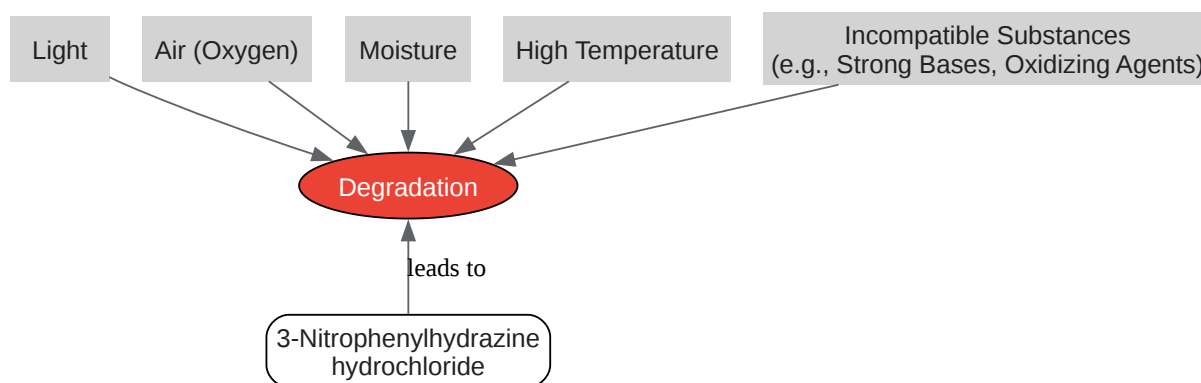 Light
Air (Oxygen)
Moisture
High Temperature
Incompatible Substances
(e.g., Strong Bases, Oxidizing Agents)
Degradation
leads to
3-Nitrophenylhydrazine
hydrochloride